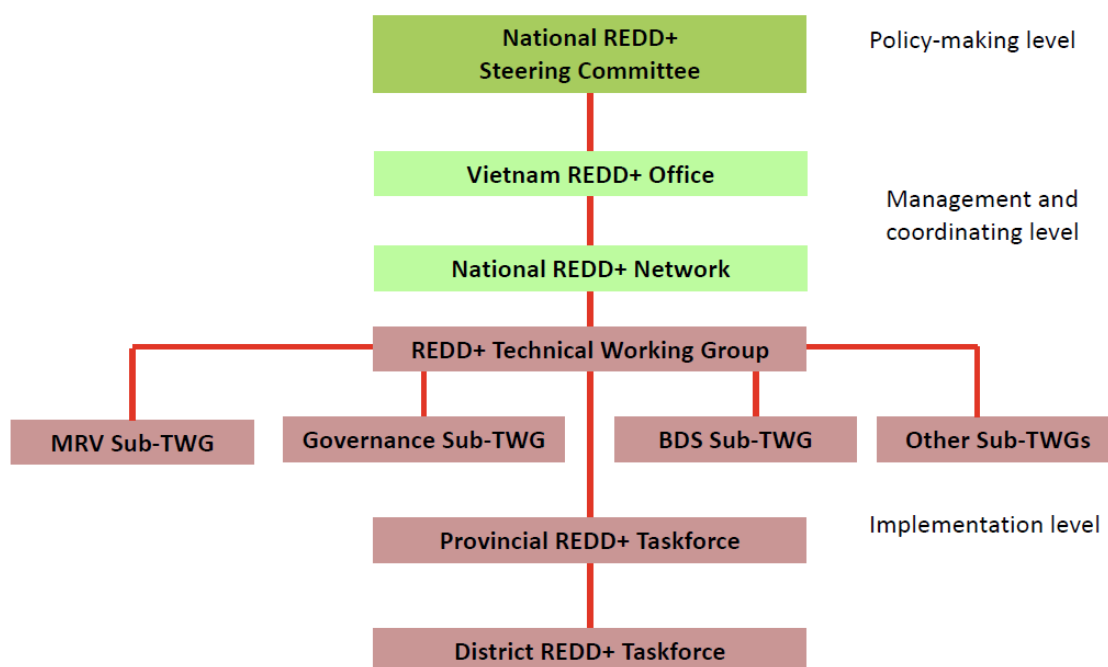 National REDD+
Steering Committee
Policy-making level
Vietnam REDD+ Office
Management and
coordinating level
National REDD+ Network
REDD+ Technical Working Group
MRV Sub-TWG
Governance Sub-TWG
BDS Sub-TWG
Other Sub-TWGs
Implementation level
Provincial REDD+ Taskforce
District REDD+ Taskforce